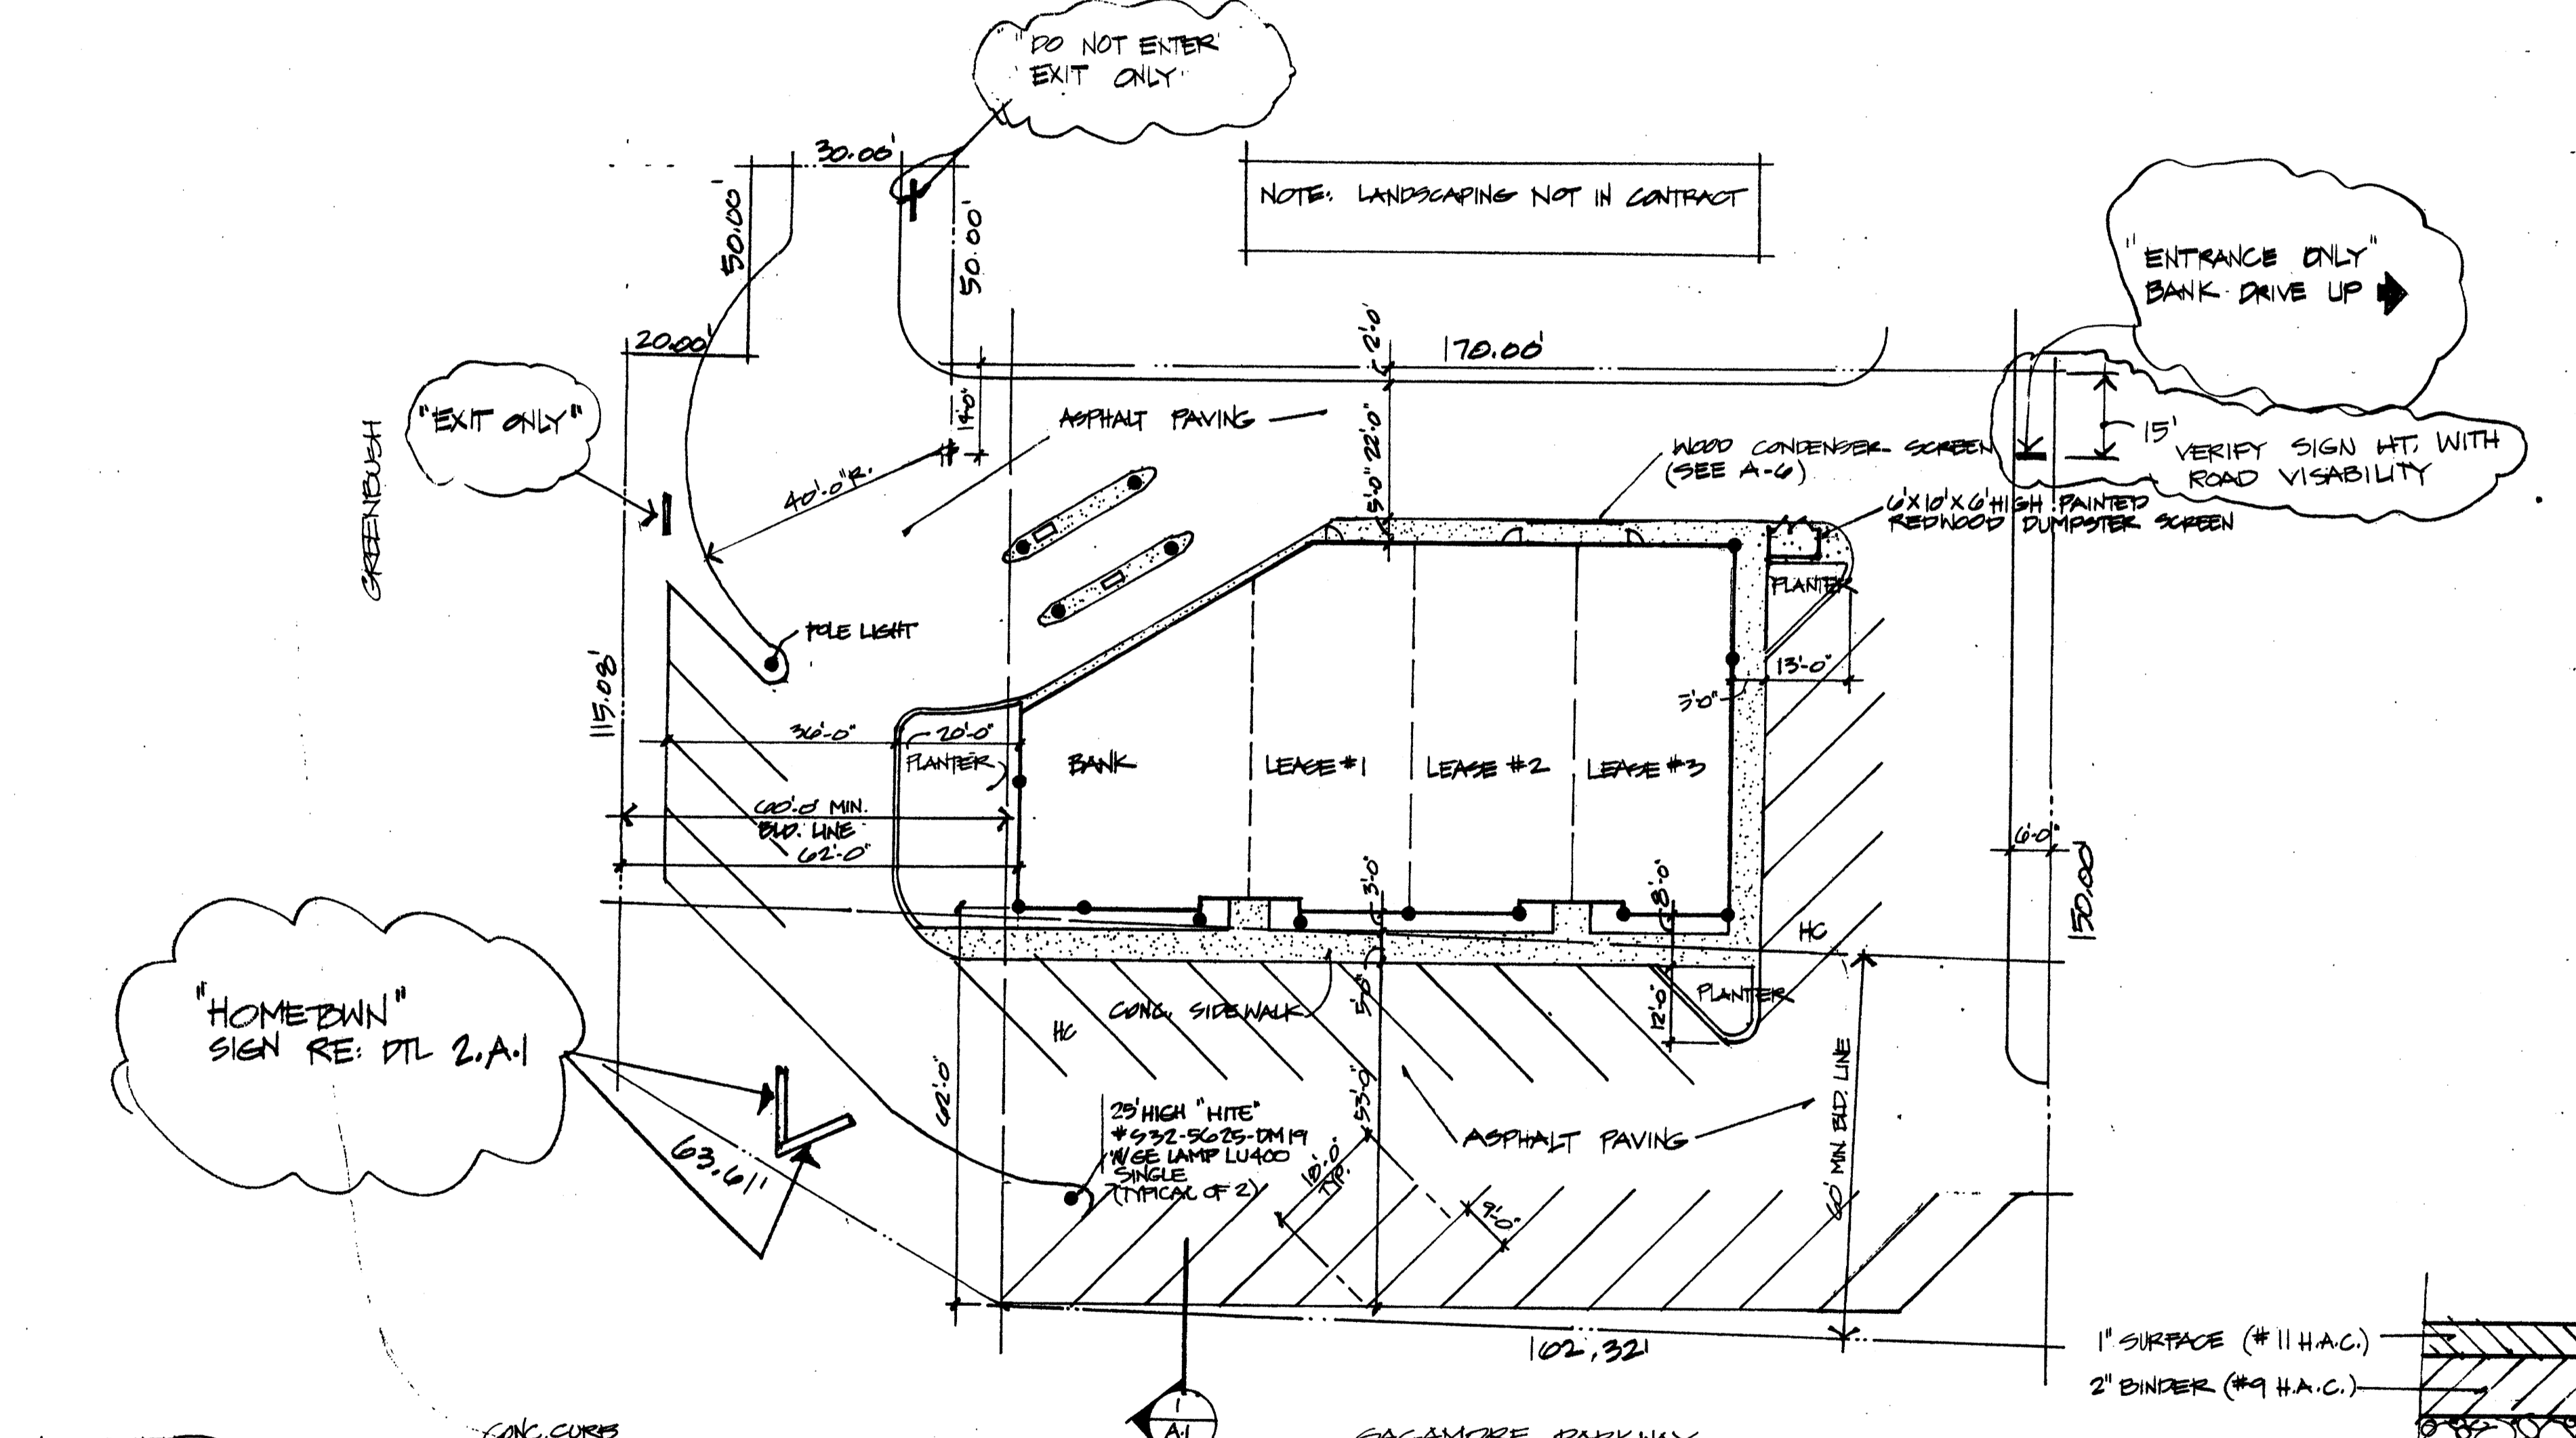 "DO NOT ENTER"
EXIT ONLY"
30.00'
50.00'
50.00'
NOTE: LANDSCAPING NOT IN CONTRACT
"ENTRANCE ONLY"
BANK DRIVE UP
20.00'
2'-0"
170.00'
"EXIT ONLY"
GREENBUSH
14'-0"
ASPHALT PAVING
22'-0"
5'-0"
40'-0" R.
WOOD CONDENSER SCREEN
(SEE A-6)
15'
VERIFY SIGN HT. WITH
ROAD VISABILITY
6'X10'X6' HIGH PAINTED
REDWOOD DUMPSTER SCREEN
PLANTER
POLE LIGHT
115.08'
13'-0"
5'-0"
36'-0"
20'-0"
PLANTER
BANK
LEASE #1
LEASE #2
LEASE #3
60'-0" MIN.
BLD. LINE
62'-0"
6'-0"
150.00'
3'-0"
8'-0"
HC
"HOMETOWN"
SIGN RE: DTL 2.A.1
63.61'
62'-0"
HC
CONC. SIDEWALK
5'-0"
12'-0"
PLANTER
60' MIN. BLD. LINE
25' HIGH "HITE"
#S32-5625-DM19
W/GE LAMP LU400
SINGLE
(TYPICAL OF 2)
53'-0"
ASPHALT PAVING
18'-0"
TYP.
9'-0"
162.32'
1" SURFACE (#11 H.A.C.)
2" BINDER (#9 H.A.C.)
1
A.1
CONC. CURB
SAGAMORE PARKWAY